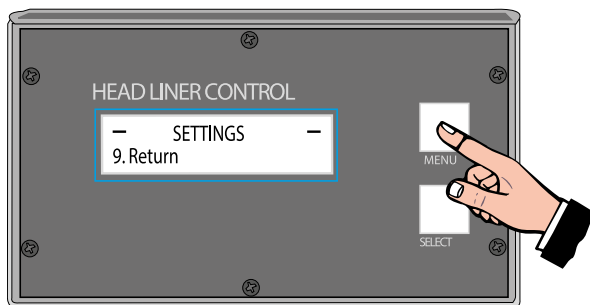 HEAD LINER CONTROL
– SETTINGS –
9. Return
MENU
SELECT